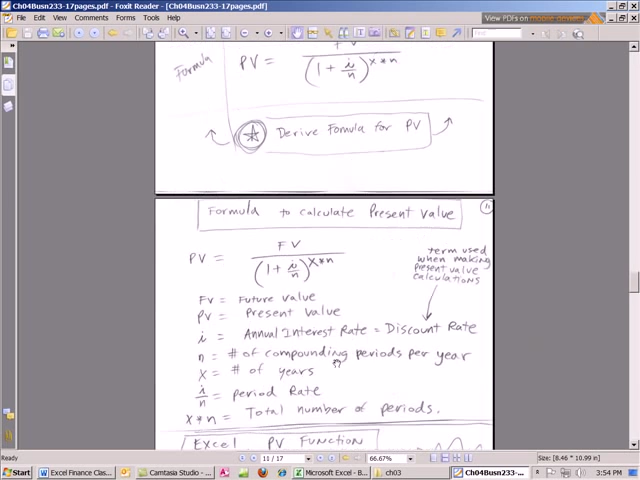 Ch04Busn233-17pages.pdf - Foxit Reader - [Ch04Busn233-17pages.pdf]
File Edit View Comments Forms Tools Help
View PDFs on
Find
Formula
PV = FV / (1 + i/n)^x*n
Derive Formula for PV
Formula to calculate Present Value
11
PV = FV / (1 + i/n)^x*n
term used
when making
present value
calculations
FV = Future Value
PV = Present Value
i = Annual Interest Rate = Discount Rate
n = # of compounding periods per year
x = # of years
i/n = period Rate
x*n = Total number of periods.
Excel PV FUNCTION
Ready
11 / 17
66.67%
Size: [8.46 * 10.99 in]
Start
Excel Finance Clas...
Camtasia Studio - ...
Microsoft Excel - B...
ch03
Ch04Busn233-...
3:54 PM